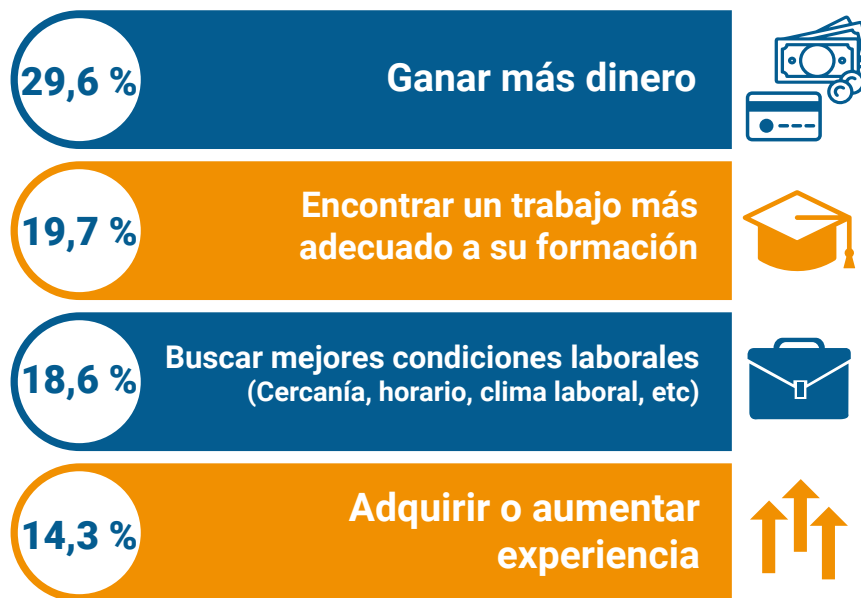 29,6 %
Ganar más dinero
19,7 %
Encontrar un trabajo más
adecuado a su formación
18,6 %
Buscar mejores condiciones laborales
(Cercanía, horario, clima laboral, etc)
14,3 %
Adquirir o aumentar
experiencia